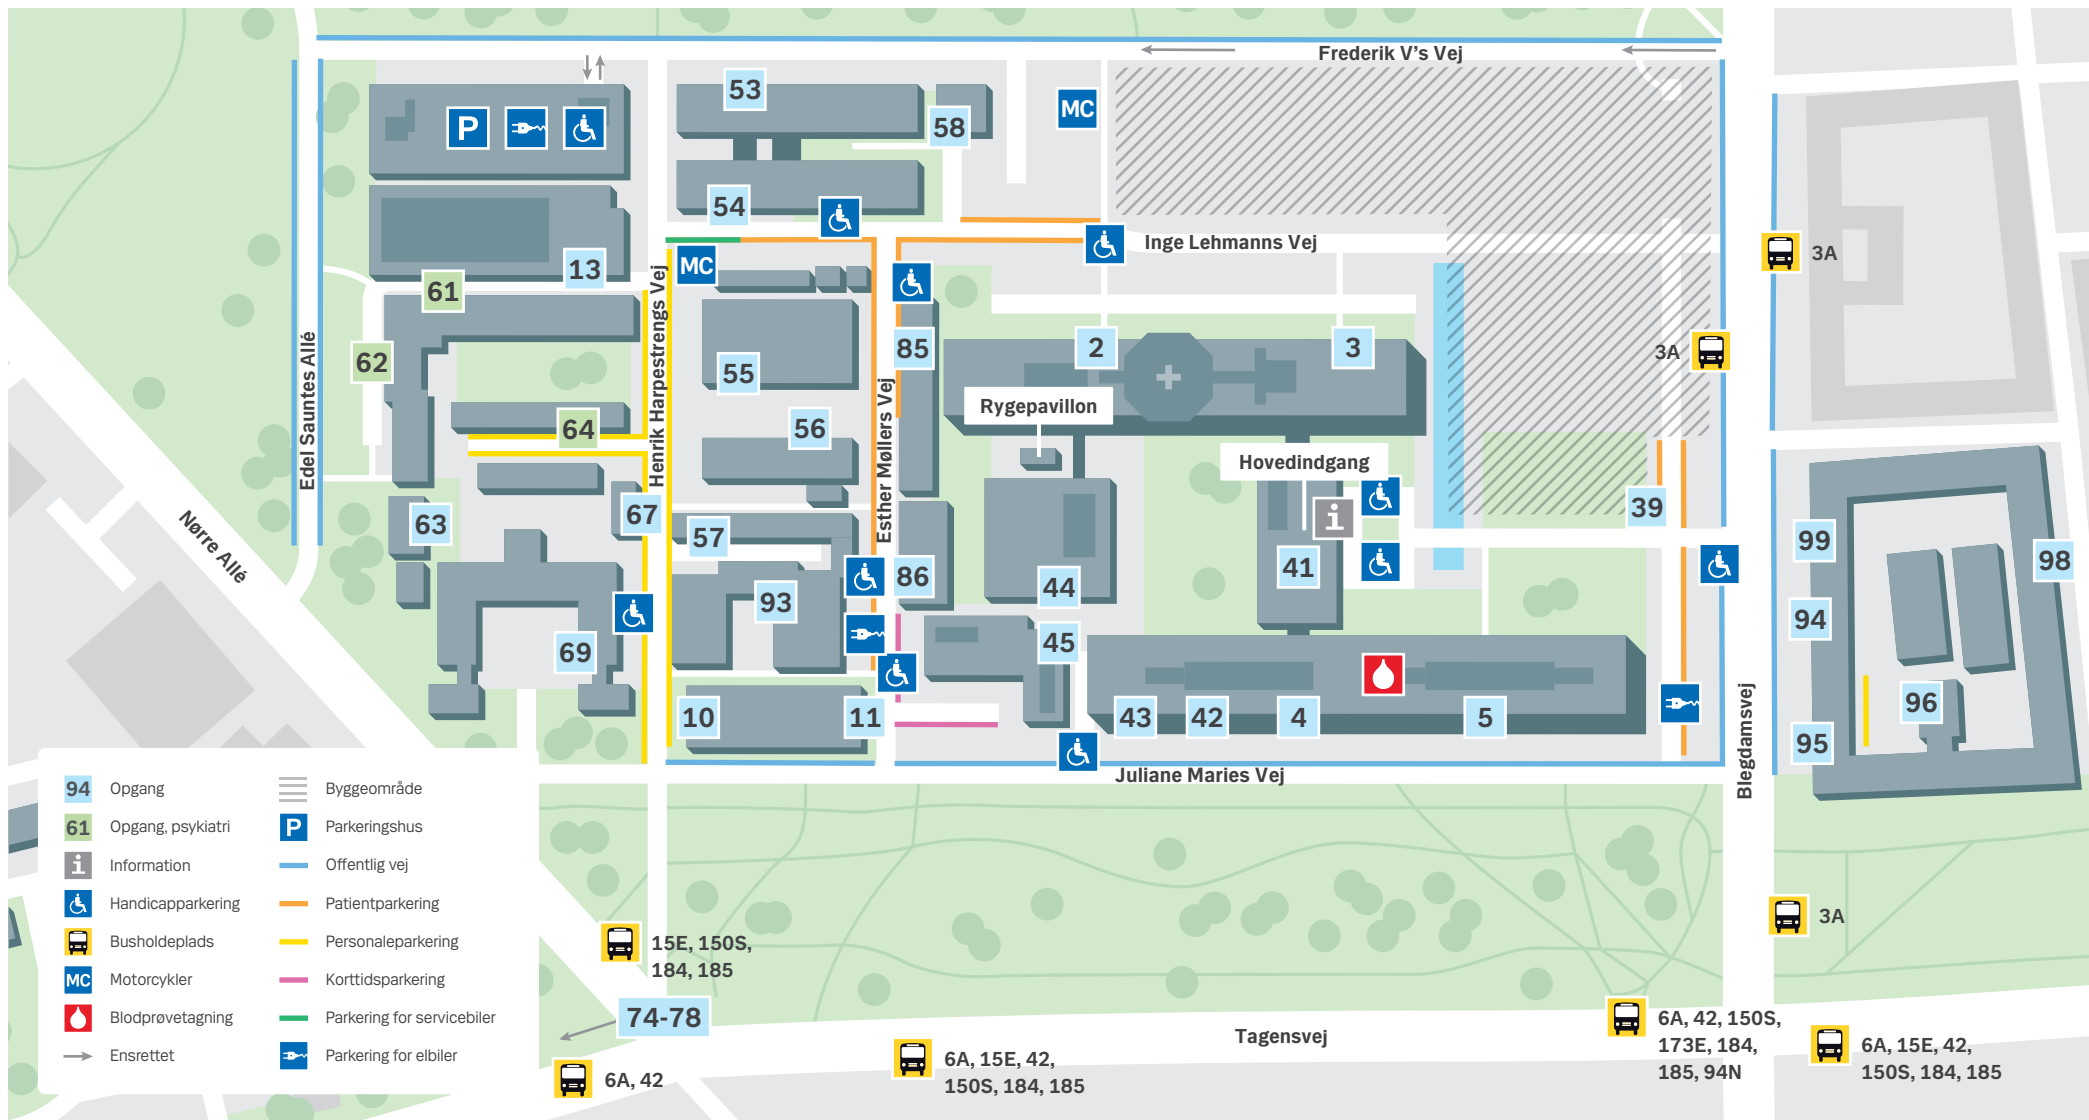 Frederik V's Vej
53
P
MC
58
54
Inge Lehmanns Vej
3A
13
MC
61
Henrik Harpestrengs Vej
85
2
3
3A
62
Edel Sauntes Allé
55
Esther Møllers Vej
Rygepavillon
64
56
Hovedindgang
39
67
i
63
57
99
98
Nørre Allé
41
86
44
93
94
45
69
96
10
11
43
42
4
5
95
Blegdamsvej
Juliane Maries Vej
94 Opgang
61 Opgang, psykiatri
i Information
Handicapparkering
Busholdeplads
MC Motorcykler
Blodprøvetagning
Ensrettet
Byggeområde
P Parkeringshus
Offentlig vej
Patientparkering
Personaleparkering
Korttidsparkering
Parkering for servicebiler
Parkering for elbiler
3A
15E, 150S,
184, 185
74-78
6A, 42
Tagensvej
6A, 15E, 42,
150S, 184, 185
6A, 42, 150S,
173E, 184,
185, 94N
6A, 15E, 42,
150S, 184, 185